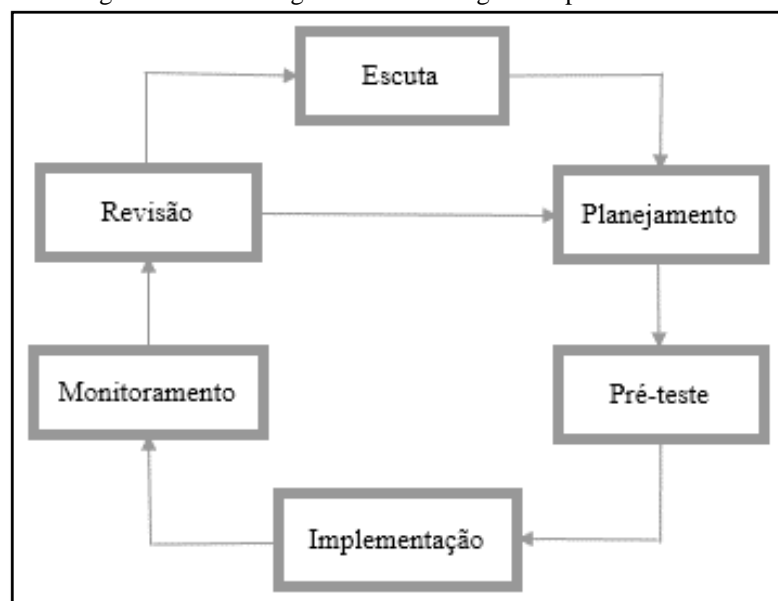 Escuta
Revisão
Planejamento
Monitoramento
Pré-teste
Implementação